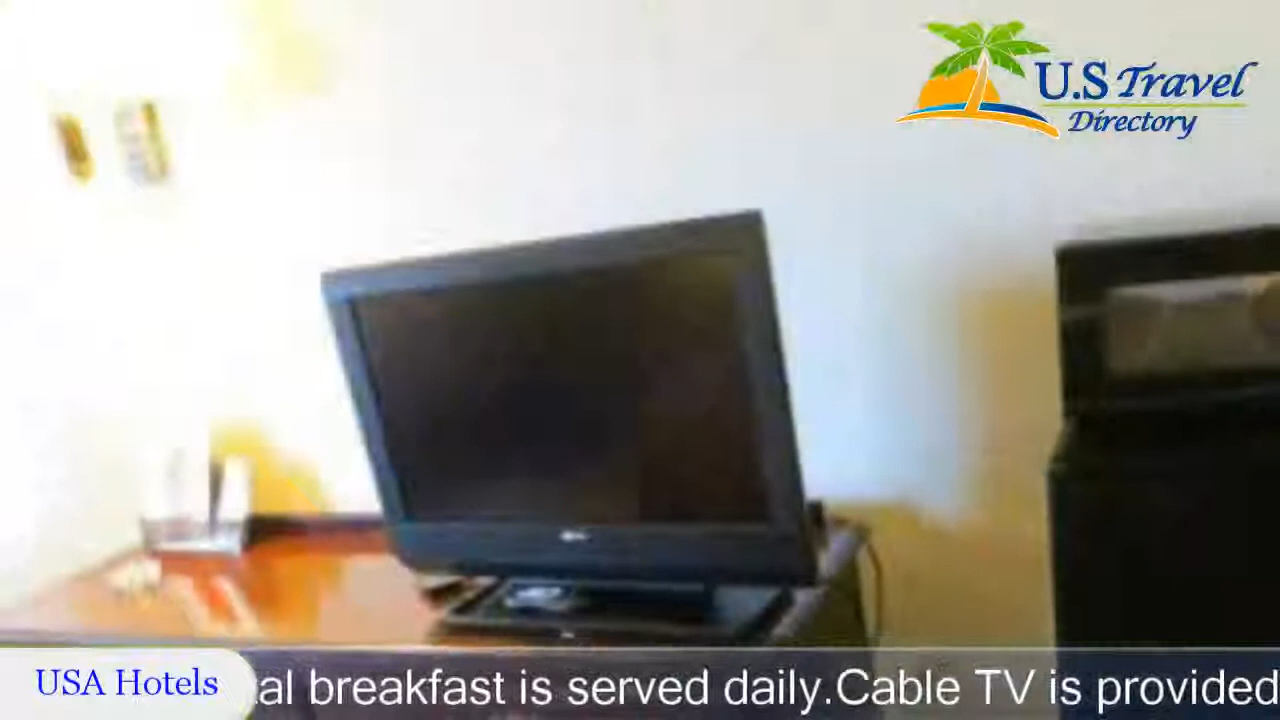 U.S Travel
Directory
USA Hotels
al breakfast is served daily.Cable TV is provided